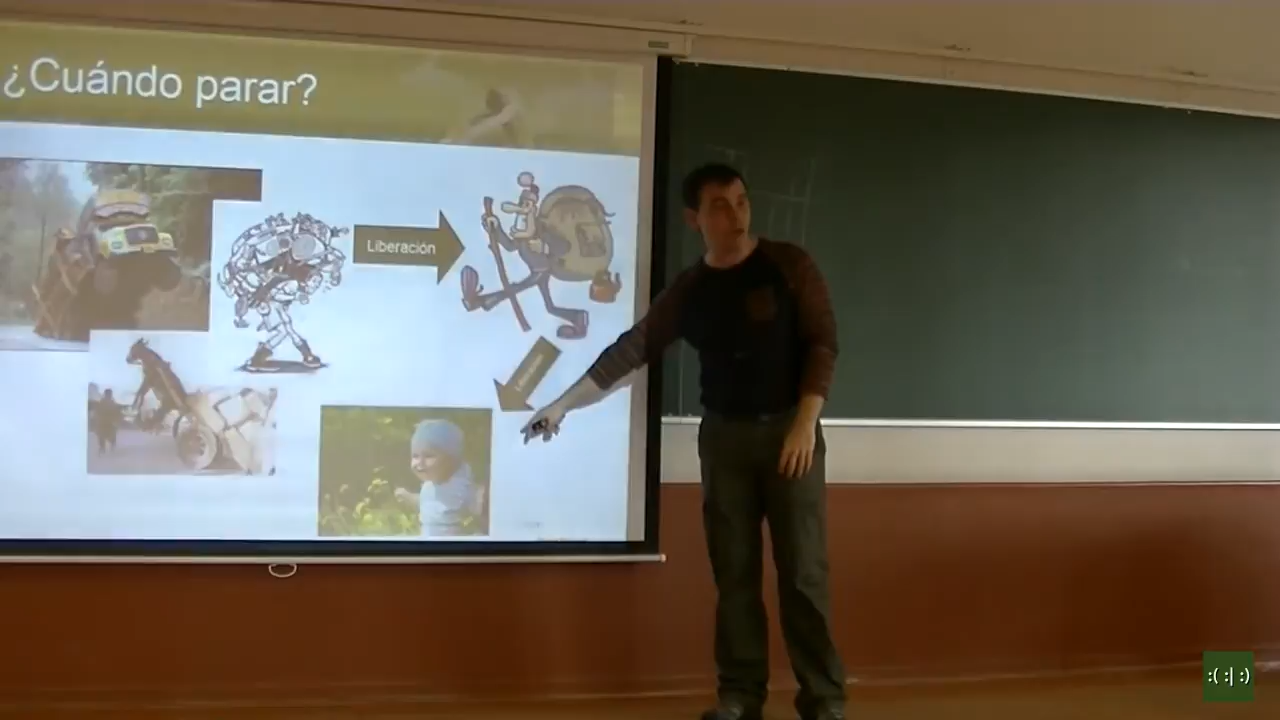 ¿Cuándo parar?
Liberación
:( :| :)